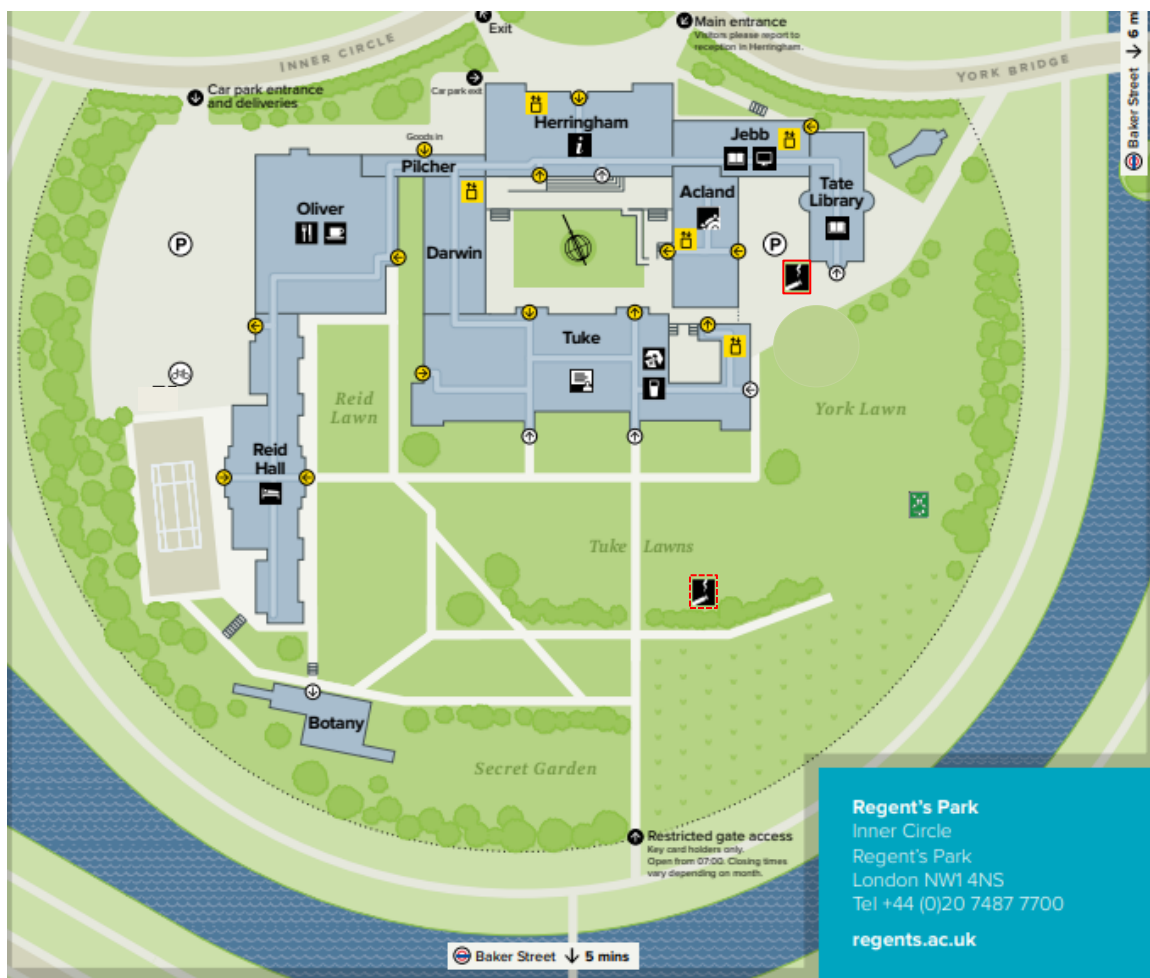 Exit
Main entrance
Visitors please report to
reception in Herringham.
INNER CIRCLE
YORK BRIDGE
Baker Street ↓ 6 mi
Car park entrance
and deliveries
Car park exit
Herringham
i
Goods in
Pilcher
Jebb
Acland
Tate
Library
Oliver
P
Darwin
P
Tuke
Reid
Lawn
York Lawn
Reid
Hall
Tuke Lawns
Botany
Secret Garden
Restricted gate access
Key card holders only.
Open from 07:00. Closing times
vary depending on month.
Regent's Park
Inner Circle
Regent's Park
London NW1 4NS
Tel +44 (0)20 7487 7700
regents.ac.uk
Baker Street ↓ 5 mins